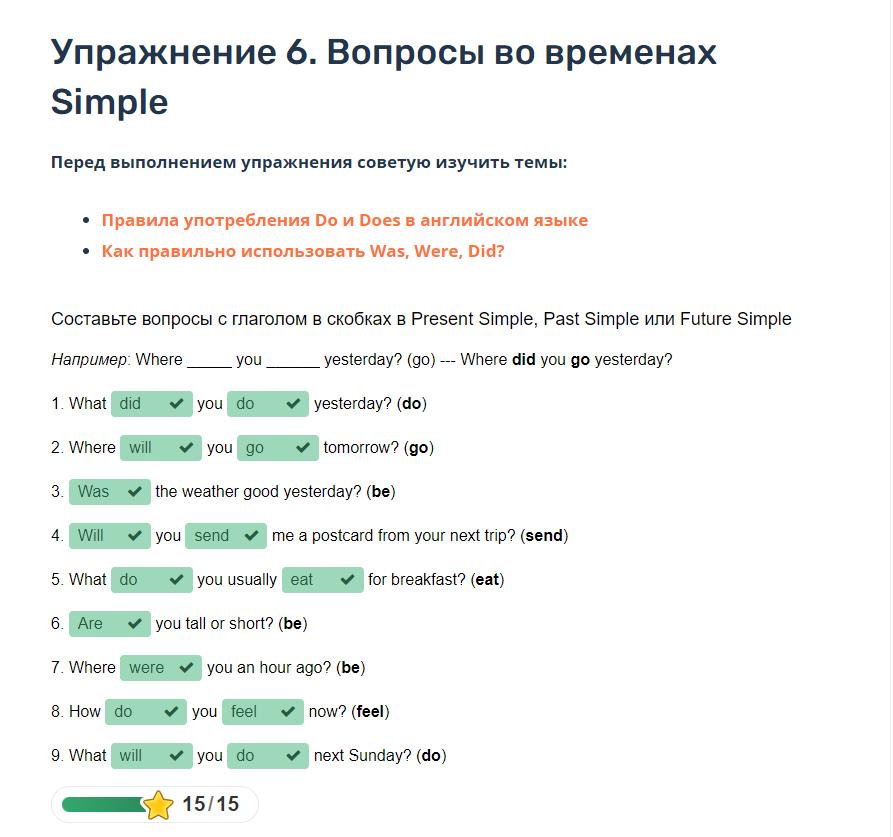 Упражнение 6. Вопросы во временах
Simple
Перед выполнением упражнения советую изучить темы:
Правила употребления Do и Does в английском языке
Как правильно использовать Was, Were, Did?
Составьте вопросы с глаголом в скобках в Present Simple, Past Simple или Future Simple
Например: Where _____ you ______ yesterday? (go) --- Where did you go yesterday?
1. What did you do yesterday? (do)
2. Where will you go tomorrow? (go)
3. Was the weather good yesterday? (be)
4. Will you send me a postcard from your next trip? (send)
5. What do you usually eat for breakfast? (eat)
6. Are you tall or short? (be)
7. Where were you an hour ago? (be)
8. How do you feel now? (feel)
9. What will you do next Sunday? (do)
15/15